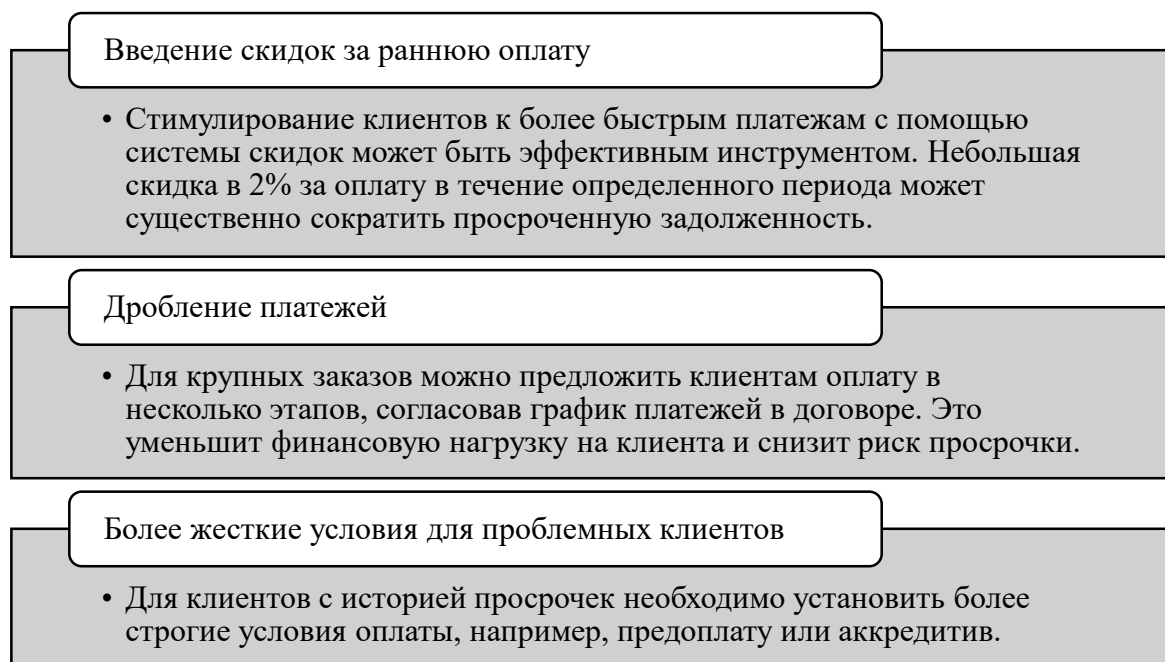 Введение скидок за раннюю оплату
• Стимулирование клиентов к более быстрым платежам с помощью
системы скидок может быть эффективным инструментом. Небольшая
скидка в 2% за оплату в течение определенного периода может
существенно сократить просроченную задолженность.
Дробление платежей
• Для крупных заказов можно предложить клиентам оплату в
несколько этапов, согласовав график платежей в договоре. Это
уменьшит финансовую нагрузку на клиента и снизит риск просрочки.
Более жесткие условия для проблемных клиентов
• Для клиентов с историей просрочек необходимо установить более
строгие условия оплаты, например, предоплату или аккредитив.